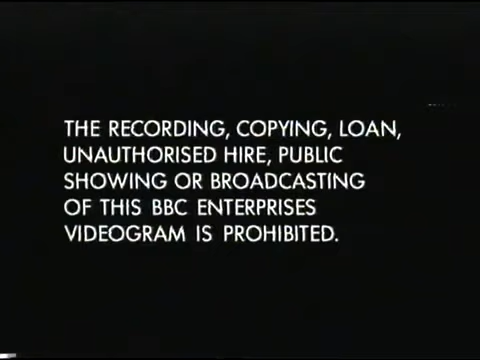 THE RECORDING, COPYING, LOAN,
UNAUTHORISED HIRE, PUBLIC
SHOWING OR BROADCASTING
OF THIS BBC ENTERPRISES
VIDEOGRAM IS PROHIBITED.